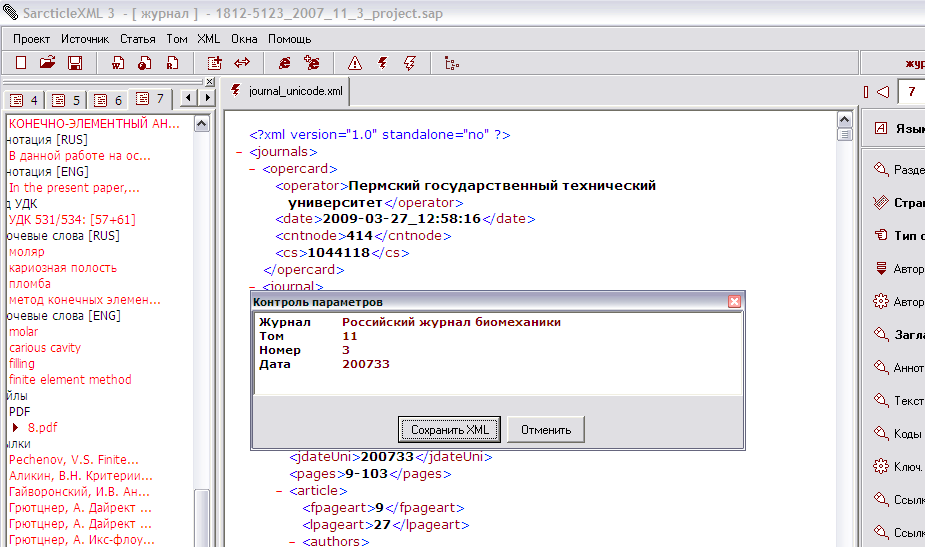 SarcticleXML 3 - [ журнал ] - 1812-5123_2007_11_3_project.sap
Проект Источник Статья Том XML Окна Помощь
жур
4 5 6 7
КОНЕЧНО-ЭЛЕМЕНТНЫЙ АН...
нотация [RUS]
В данной работе на ос...
нотация [ENG]
In the present paper,...
д УДК
УДК 531/534: [57+61]
ючевые слова [RUS]
моляр
кариозная полость
пломба
метод конечных элемен...
ючевые слова [ENG]
molar
carious cavity
filling
finite element method
йлы
PDF
8.pdf
ылки
Pechenov, V.S. Finite...
Аликин, В.Н. Критерии...
Гайворонский, И.В. Ан...
Грютцнер, А. Дайрект ...
Грютцнер, А. Дайрект ...
Грютцнер, А. Икс-флоу...
journal_unicode.xml
<?xml version="1.0" standalone="no" ?>
- <journals>
- <opercard>
<operator>Пермский государственный технический
университет</operator>
<date>2009-03-27_12:58:16</date>
<cntnode>414</cntnode>
<cs>1044118</cs>
</opercard>
- <journal>
Контроль параметров
Журнал Российский журнал биомеханики
Том 11
Номер 3
Дата 200733
Сохранить XML Отменить
<jdateUni>200733</jdateUni>
<pages>9-103</pages>
- <article>
<fpageart>9</fpageart>
<lpageart>27</lpageart>
- <authors>
7
Язык
Разде
Стран
Тип с
Автор
Автор
Загла
Аннот
Текст
Коды
Ключ.
Ссылк
Ссылк